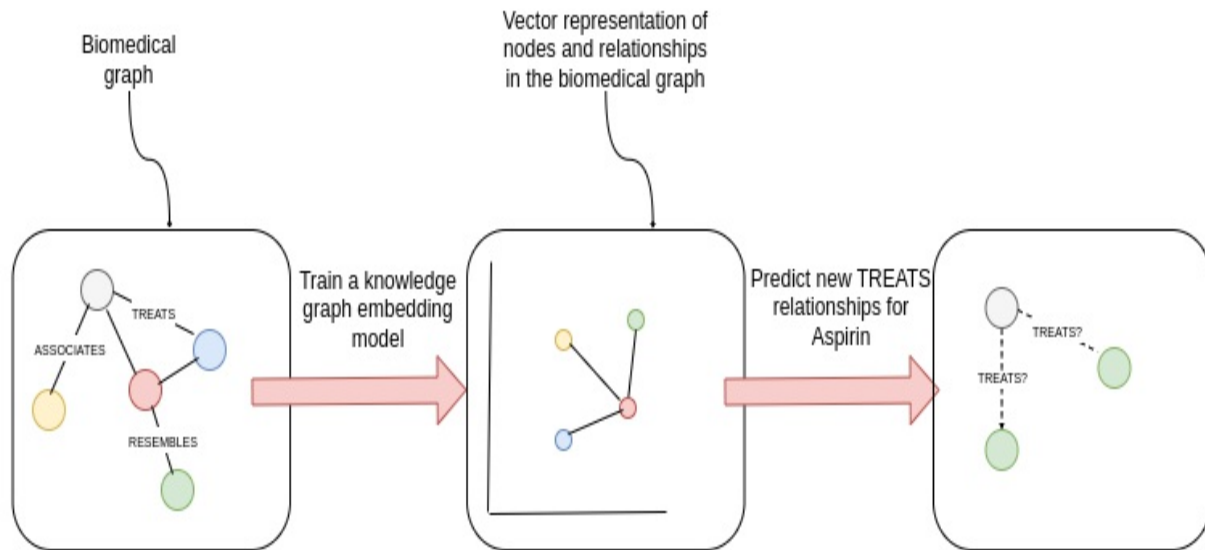 Biomedical
graph
Vector representation of
nodes and relationships
in the biomedical graph
TREATS
ASSOCIATES
RESEMBLES
Train a knowledge
graph embedding
model
Predict new TREATS
relationships for
Aspirin
TREATS?
TREATS?